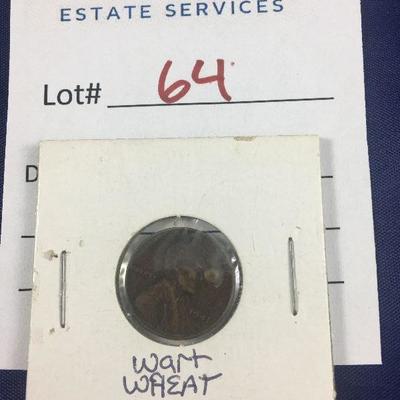 ESTATE SERVICES
Lot# 64
D
Wart
WHEAT